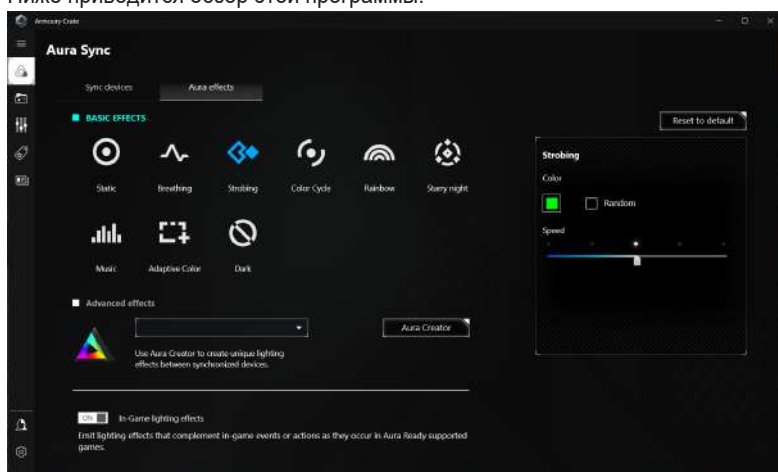 Ниже приводится обзор этой программы.
Armoury Crate
Aura Sync
Sync devices
Aura effects
BASIC EFFECTS
Reset to default
Static
Breathing
Strobing
Color Cycle
Rainbow
Starry night
Strobing
Color
Random
Speed
Music
Adaptive Color
Dark
Advanced effects
Aura Creator
Use Aura Creator to create unique lighting
effects between synchronized devices.
ON
In-Game lighting effects
Emit lighting effects that complement in-game events or actions as they occur in Aura Ready supported
games.